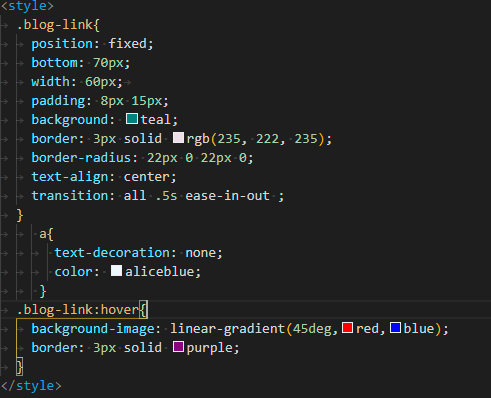 <style>
.blog-link{
position: fixed;
bottom: 70px;
width: 60px;
padding: 8px 15px;
background: teal;
border: 3px solid rgb(235, 222, 235);
border-radius: 22px 0 22px 0;
text-align: center;
transition: all .5s ease-in-out ;
}
a{
text-decoration: none;
color: aliceblue;
}
.blog-link:hover{
background-image: linear-gradient(45deg,red,blue);
border: 3px solid purple;
}
</style>